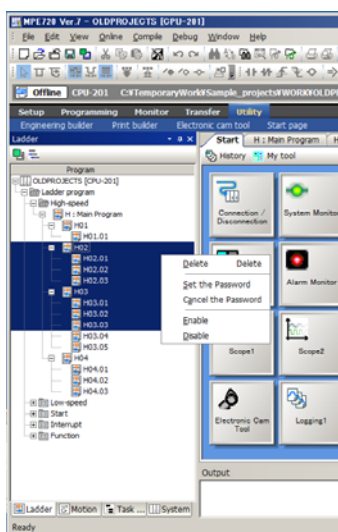 MPE720 Ver.7 - OLDPROJECTS [CPU-201]
File Edit View Online Compile Debug Window Help
Offline CPU-201 C:¥TemporaryWork¥Sample_projects¥WORK¥OLDP
Setup Programming Monitor Transfer Utility
Engineering builder Print builder Electronic cam tool Start page
Ladder
Start H : Main Program H
History My tool
Program
OLDPROJECTS [CPU-201]
Ladder program
High-speed
H : Main Program
H01
H01.01
H02
H02.01
H02.02
H02.03
H03
H03.01
H03.02
H03.03
H03.04
H03.05
H04
H04.01
H04.02
H04.03
Low-speed
Start
Interrupt
Function
Delete Delete
Set the Password
Cancel the Password
Enable
Disable
Connection / Disconnection
System Monito
Alarm Monitor
Scope1
Scope2
Electronic Cam Tool
Logging1
Output
Ladder Motion Task ... System
Ready